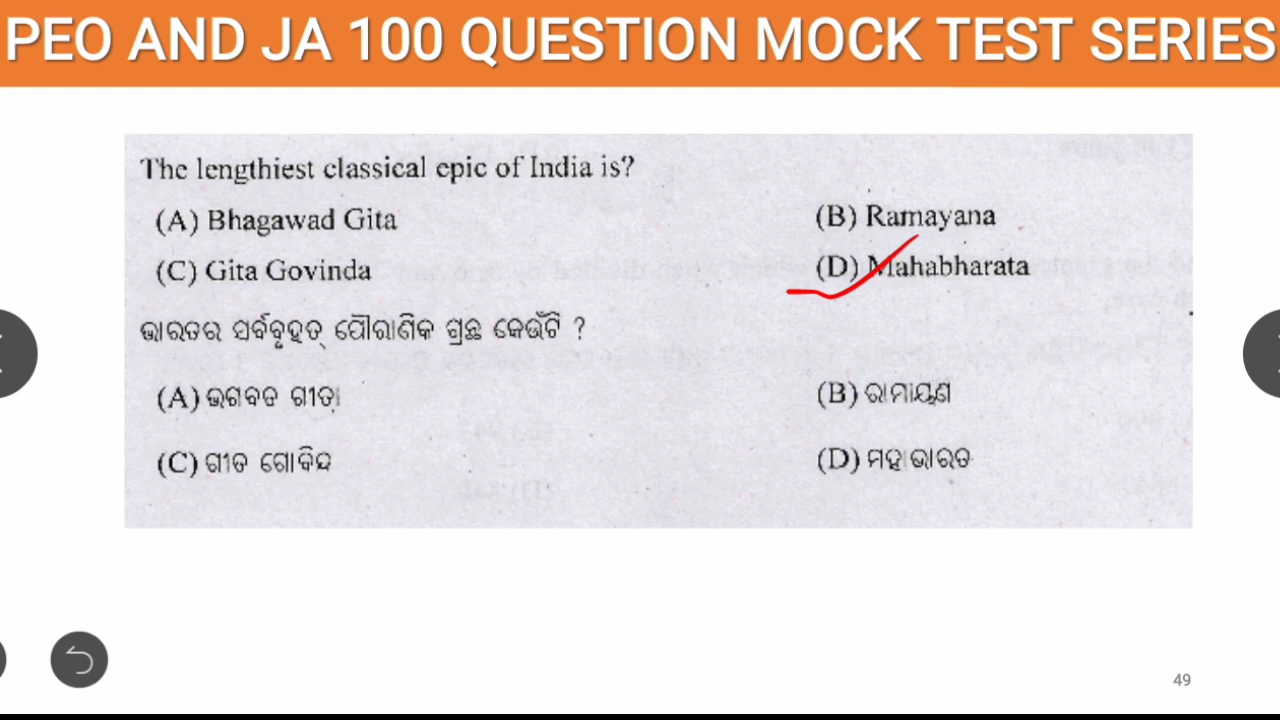 PEO AND JA 100 QUESTION MOCK TEST SERIES
The lengthiest classical epic of India is?
(A) Bhagawad Gita (B) Ramayana
(C) Gita Govinda (D) Mahabharata
ଭାରତର ସର୍ବବୃହତ୍ ପୌରାଣିକ ଗ୍ରନ୍ଥ କେଉଁଟି ?
(A) ଭଗବତ ଗୀତା (B) ରାମାୟଣ
(C) ଗୀତ ଗୋବିନ୍ଦ (D) ମହାଭାରତ
49